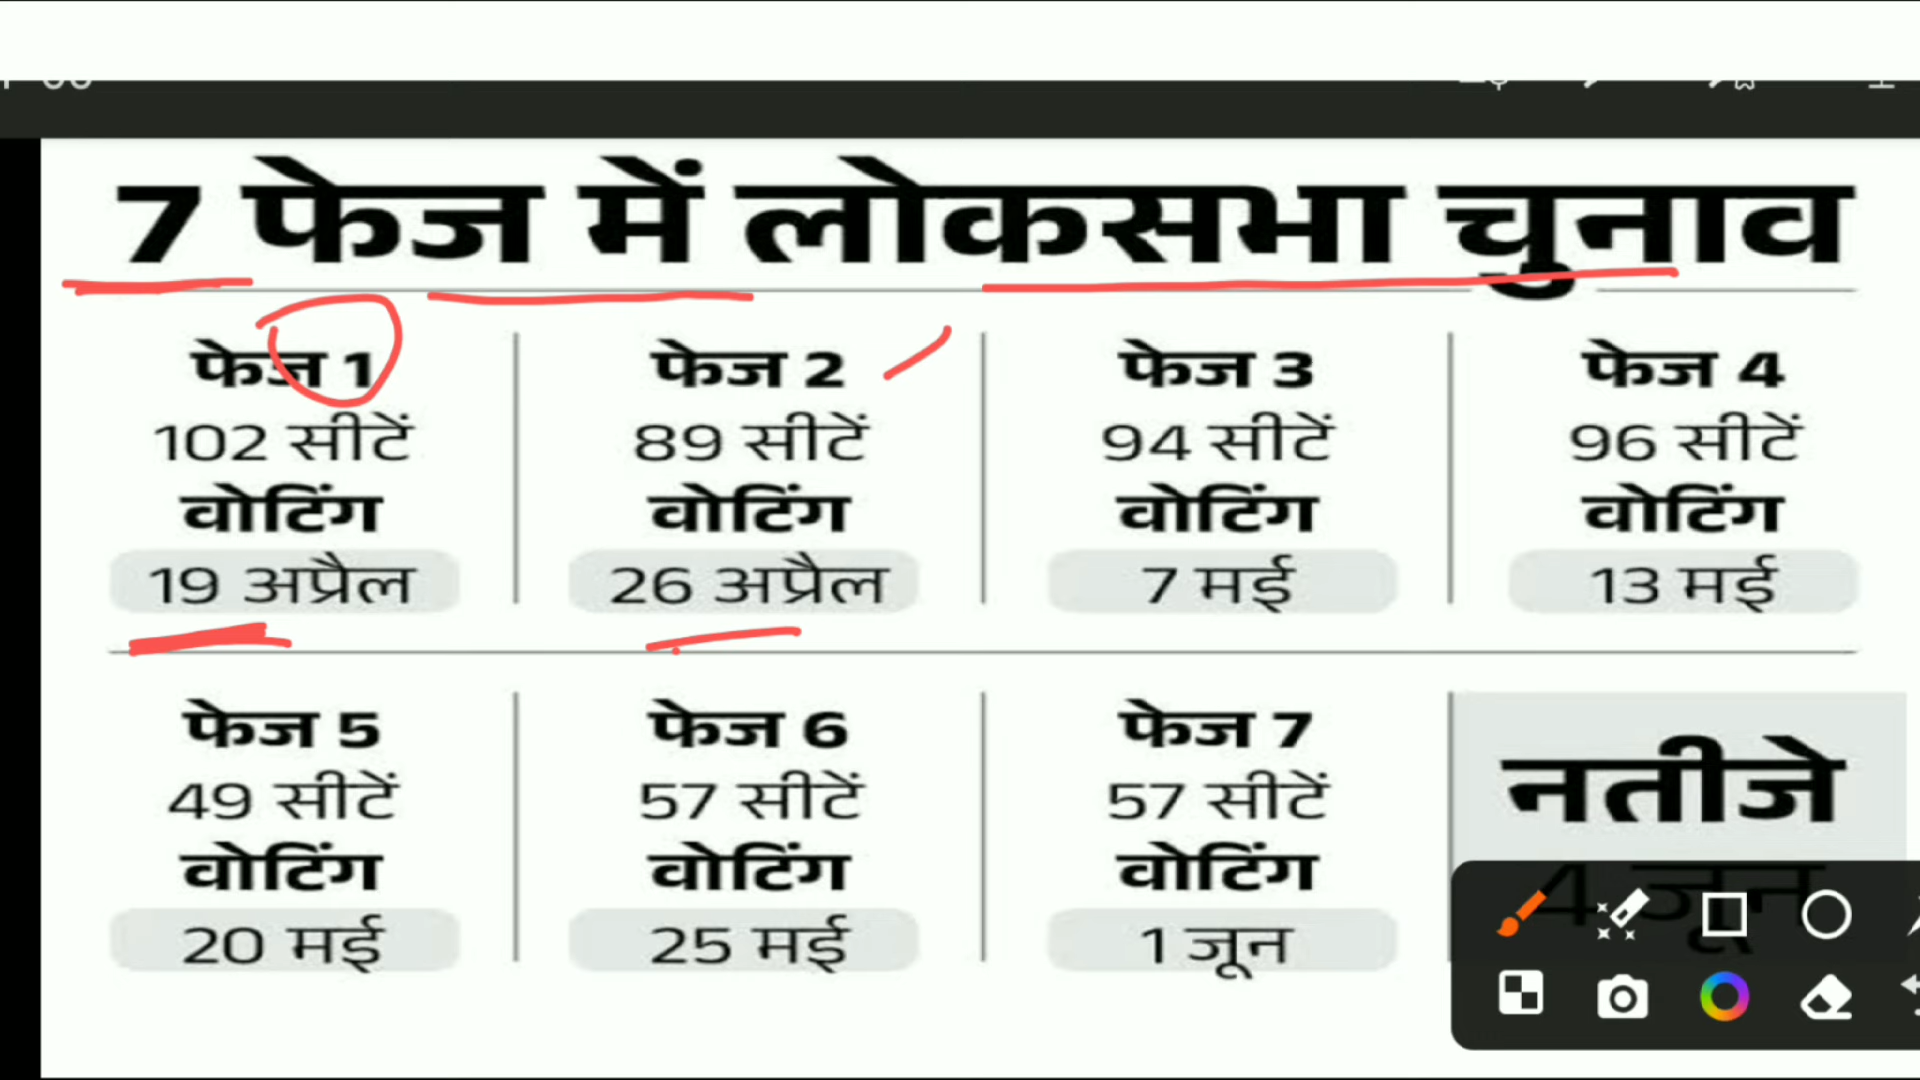 7 फेज में लोकसभा चुनाव
फेज 1
102 सीटें
वोटिंग
19 अप्रैल
फेज 2
89 सीटें
वोटिंग
26 अप्रैल
फेज 3
94 सीटें
वोटिंग
7 मई
फेज 4
96 सीटें
वोटिंग
13 मई
फेज 5
49 सीटें
वोटिंग
20 मई
फेज 6
57 सीटें
वोटिंग
25 मई
फेज 7
57 सीटें
वोटिंग
1 जून
नतीजे
4 जून